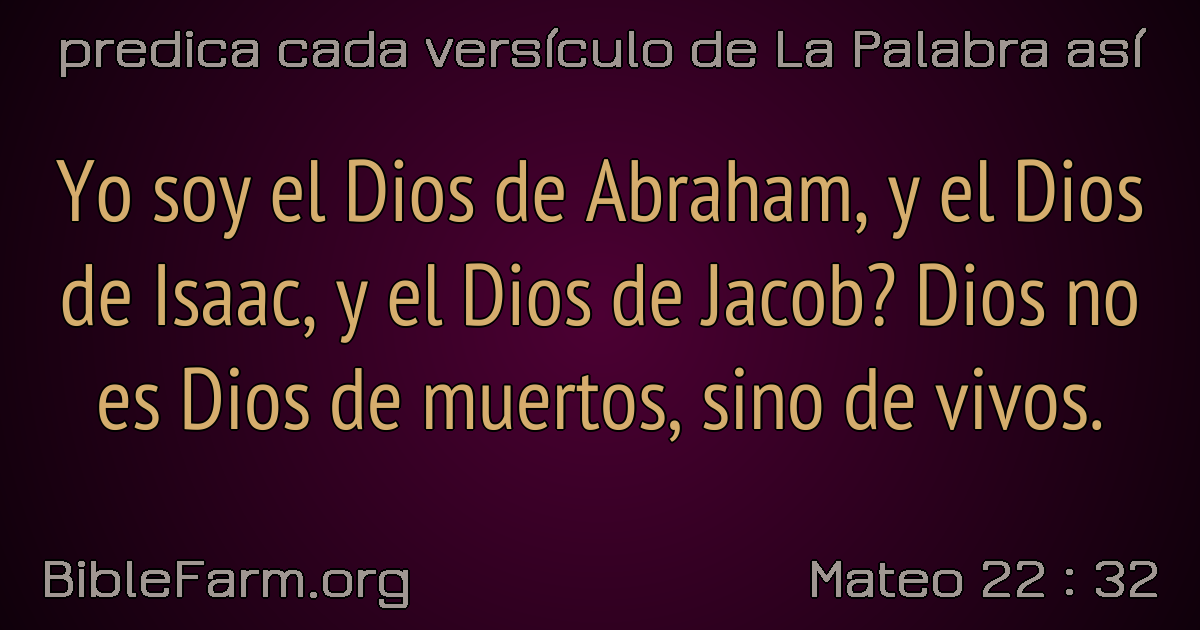 predica cada versículo de La Palabra así
Yo soy el Dios de Abraham, y el Dios
de Isaac, y el Dios de Jacob? Dios no
es Dios de muertos, sino de vivos.
BibleFarm.org
Mateo 22 : 32